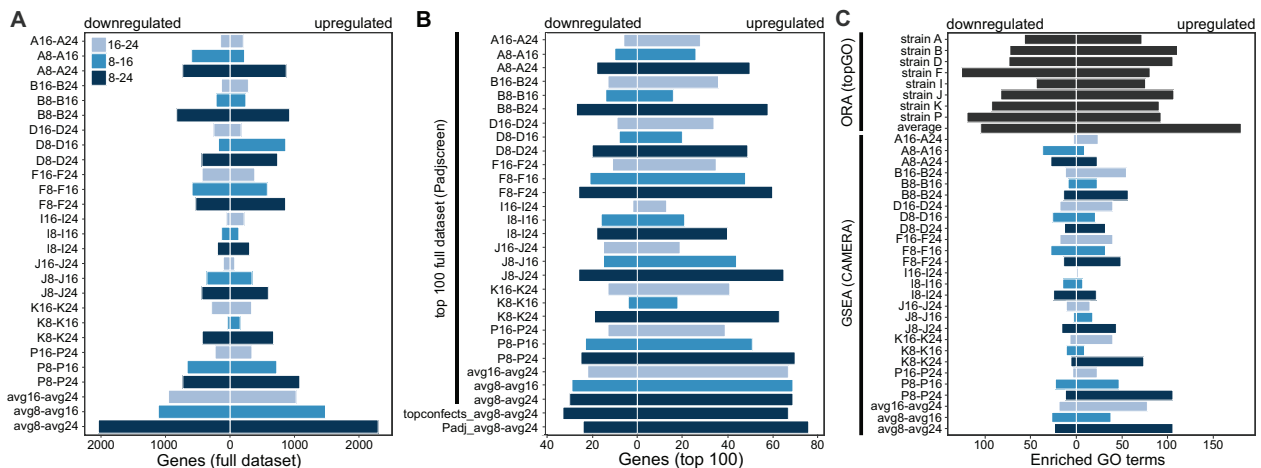 A
downregulated
upregulated
16-24
8-16
8-24
A16-A24
A8-A16
A8-A24
B16-B24
B8-B16
B8-B24
D16-D24
D8-D16
D8-D24
F16-F24
F8-F16
F8-F24
I16-I24
I8-I16
I8-I24
J16-J24
J8-J16
J8-J24
K16-K24
K8-K16
K8-K24
P16-P24
P8-P16
P8-P24
avg16-avg24
avg8-avg16
avg8-avg24
2000 1000 0 1000 2000
Genes (full dataset)
B
downregulated
upregulated
top 100 full dataset (Padjscreen)
A16-A24
A8-A16
A8-A24
B16-B24
B8-B16
B8-B24
D16-D24
D8-D16
D8-D24
F16-F24
F8-F16
F8-F24
I16-I24
I8-I16
I8-I24
J16-J24
J8-J16
J8-J24
K16-K24
K8-K16
K8-K24
P16-P24
P8-P16
P8-P24
avg16-avg24
avg8-avg16
avg8-avg24
topconfects_avg8-avg24
Padj_avg8-avg24
40 20 0 20 40 60 80
Genes (top 100)
C
downregulated
upregulated
ORA (topGO)
strain A
strain B
strain D
strain F
strain I
strain J
strain K
strain P
average
GSEA (CAMERA)
A16-A24
A8-A16
A8-A24
B16-B24
B8-B16
B8-B24
D16-D24
D8-D16
D8-D24
F16-F24
F8-F16
F8-F24
I16-I24
I8-I16
I8-I24
J16-J24
J8-J16
J8-J24
K16-K24
K8-K16
K8-K24
P16-P24
P8-P16
P8-P24
avg16-avg24
avg8-avg16
avg8-avg24
100 50 0 50 100 150
Enriched GO terms